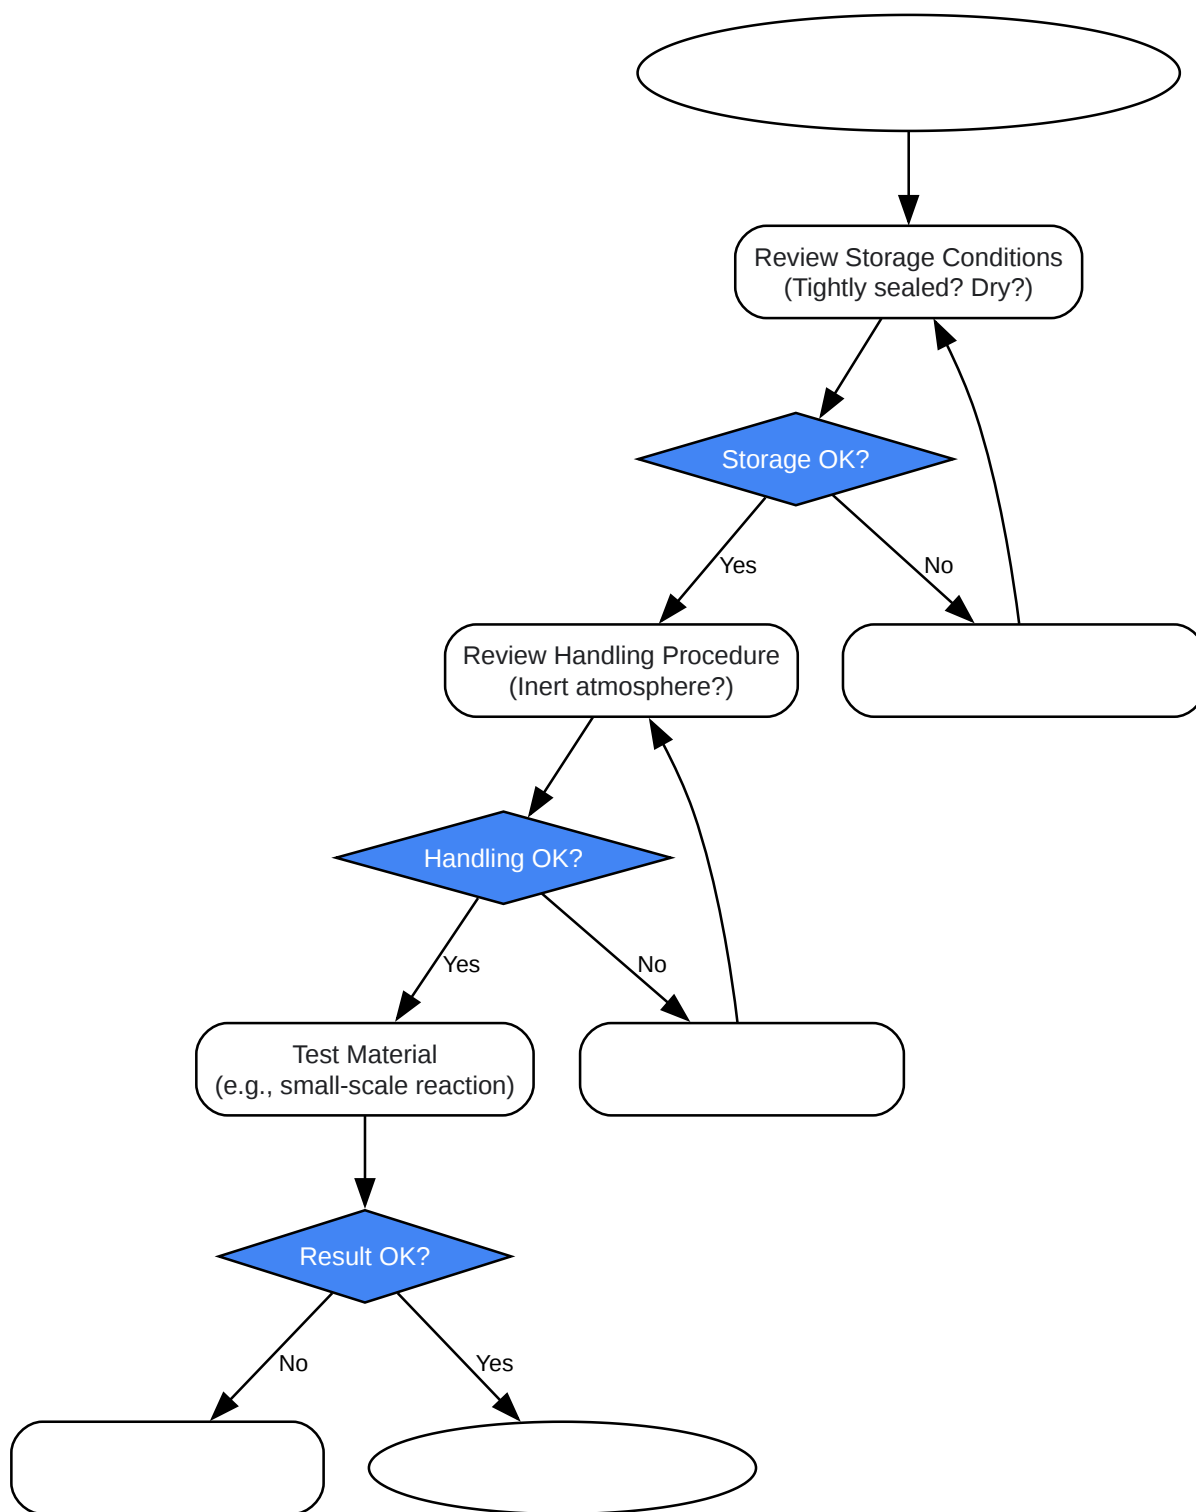 Review Storage Conditions
(Tightly sealed? Dry?)
Storage OK?
Yes
No
Review Handling Procedure
(Inert atmosphere?)
Handling OK?
Yes
No
Test Material
(e.g., small-scale reaction)
Result OK?
No
Yes